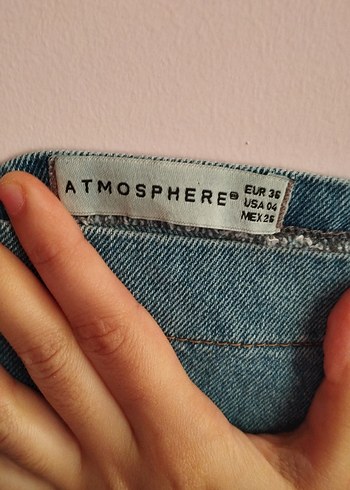 ATMOSPHERE®
EUR 36
USA 04
MEX 26